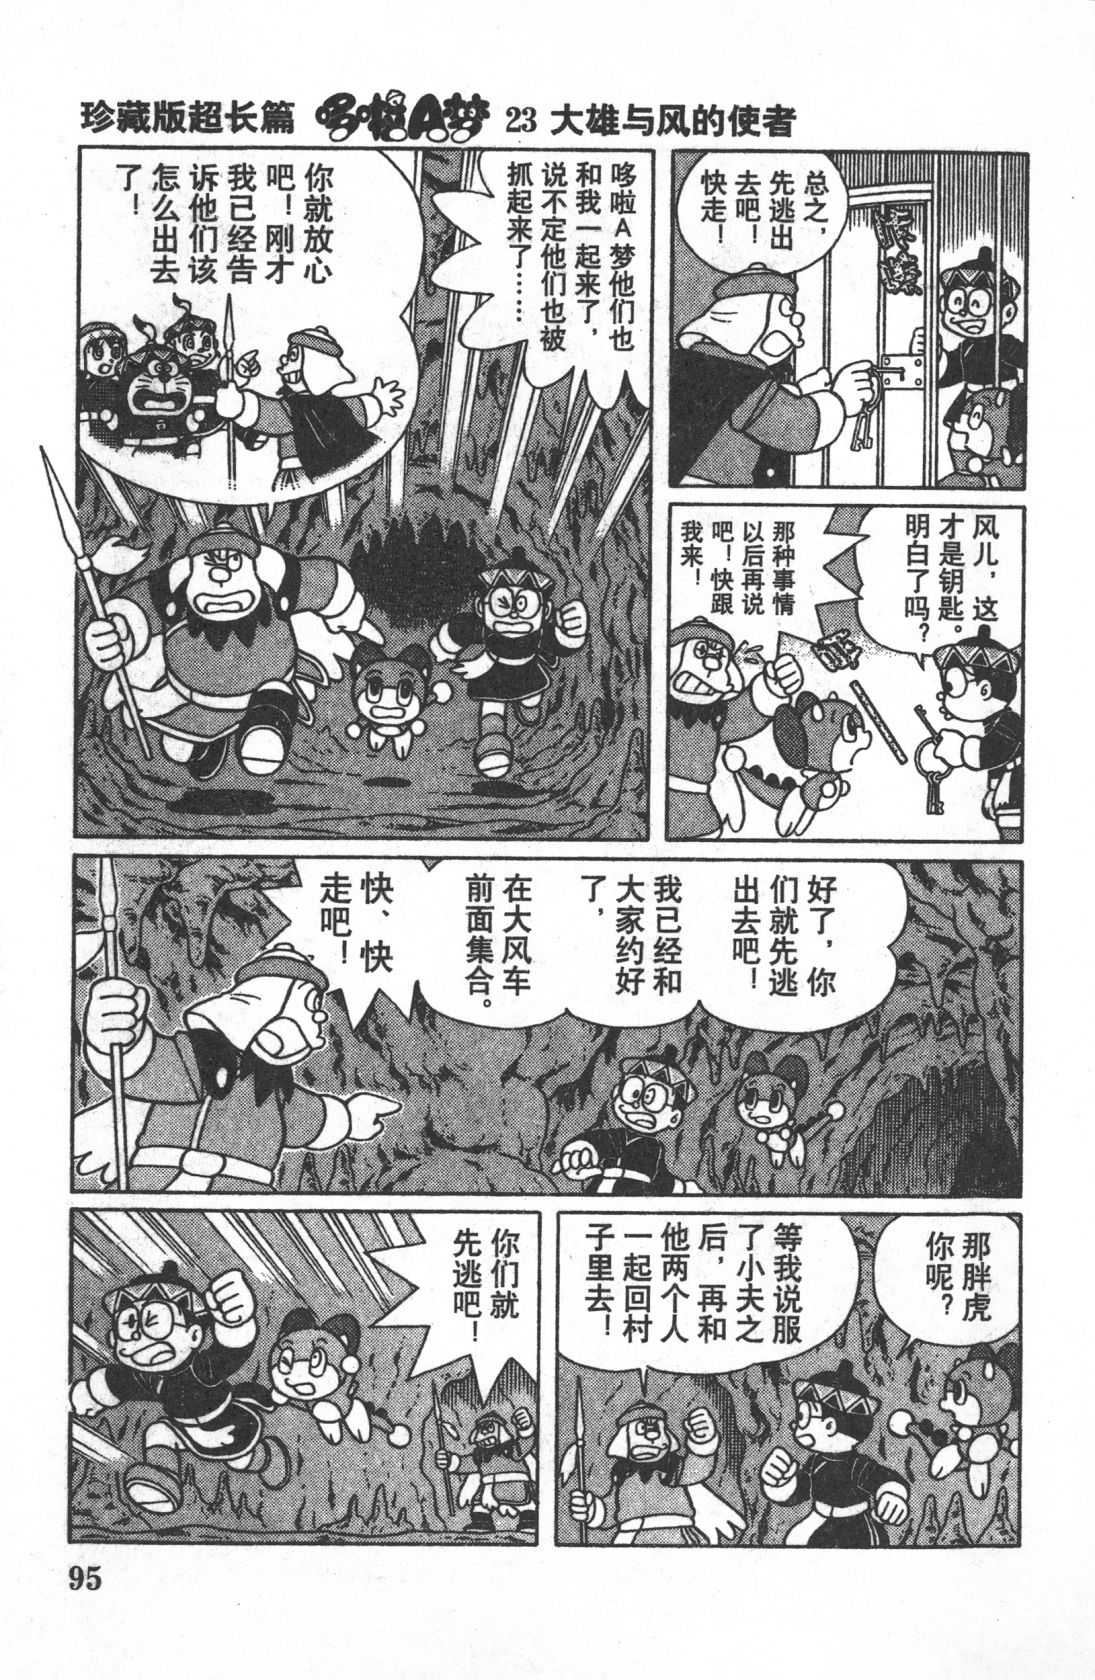 珍藏版超长篇 哆啦A梦 23 大雄与风的使者
总之，
先逃出
去吧！
快走！
哆啦A梦他们也
和我一起来了，
说不定他们也被
抓起来了……
你就放心
吧！刚才
我已经告
诉他们该
怎么出去
了！
风儿，这
才是钥匙。
明白了吗？
那种事情
以后再说
吧！快跟
我来！
好了，你
们就先逃
出去吧！
我已经和
大家约好
了，
在大风车
前面集合。
快、快
走吧！
那胖虎
你呢？
等我说服
了小夫之
后，再和
他两个人
一起回村
子里去！
你们就
先逃吧！
95